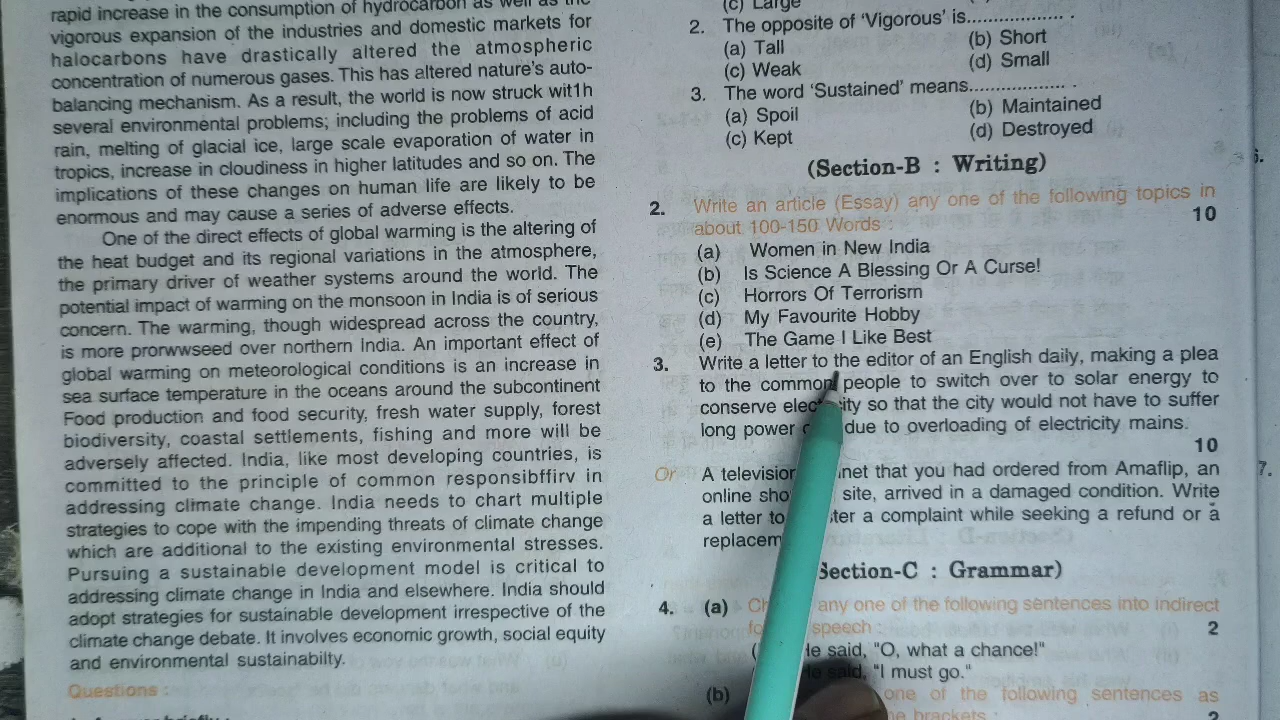 rapid increase in the consumption of hydrocarbon as well as the
vigorous expansion of the industries and domestic markets for
halocarbons have drastically altered the atmospheric
concentration of numerous gases. This has altered nature's auto-
balancing mechanism. As a result, the world is now struck wit1h
several environmental problems; including the problems of acid
rain, melting of glacial ice, large scale evaporation of water in
tropics, increase in cloudiness in higher latitudes and so on. The
implications of these changes on human life are likely to be
enormous and may cause a series of adverse effects.
One of the direct effects of global warming is the altering of
the heat budget and its regional variations in the atmosphere,
the primary driver of weather systems around the world. The
potential impact of warming on the monsoon in India is of serious
concern. The warming, though widespread across the country,
is more prorwwseed over northern India. An important effect of
global warming on meteorological conditions is an increase in
sea surface temperature in the oceans around the subcontinent
Food production and food security, fresh water supply, forest
biodiversity, coastal settlements, fishing and more will be
adversely affected. India, like most developing countries, is
committed to the principle of common responsibffirv in
addressing climate change. India needs to chart multiple
strategies to cope with the impending threats of climate change
which are additional to the existing environmental stresses.
Pursuing a sustainable development model is critical to
addressing climate change in India and elsewhere. India should
adopt strategies for sustainable development irrespective of the
climate change debate. It involves economic growth, social equity
and environmental sustainabilty.
Questions :
(c) Large
2. The opposite of 'Vigorous' is.................. .
(a) Tall (b) Short
(c) Weak (d) Small
3. The word 'Sustained' means.................. .
(a) Spoil (b) Maintained
(c) Kept (d) Destroyed
(Section-B : Writing)
2. Write an article (Essay) any one of the following topics in
about 100-150 Words : 10
(a) Women in New India
(b) Is Science A Blessing Or A Curse!
(c) Horrors Of Terrorism
(d) My Favourite Hobby
(e) The Game I Like Best
3. Write a letter to the editor of an English daily, making a plea
to the common people to switch over to solar energy to
conserve so that the city would not have to suffer
long power due to overloading of electricity mains.
10
Or A television that you had ordered from Amaflip, an
online site, arrived in a damaged condition. Write
a letter to a complaint while seeking a refund or a
Section-C : Grammar)
4. (a) any one of the following sentences into indirect
speech : 2
said, "O, what a chance!"
said, "I must go."
(b) one of the following sentences as
brackets : 2
6.
7.